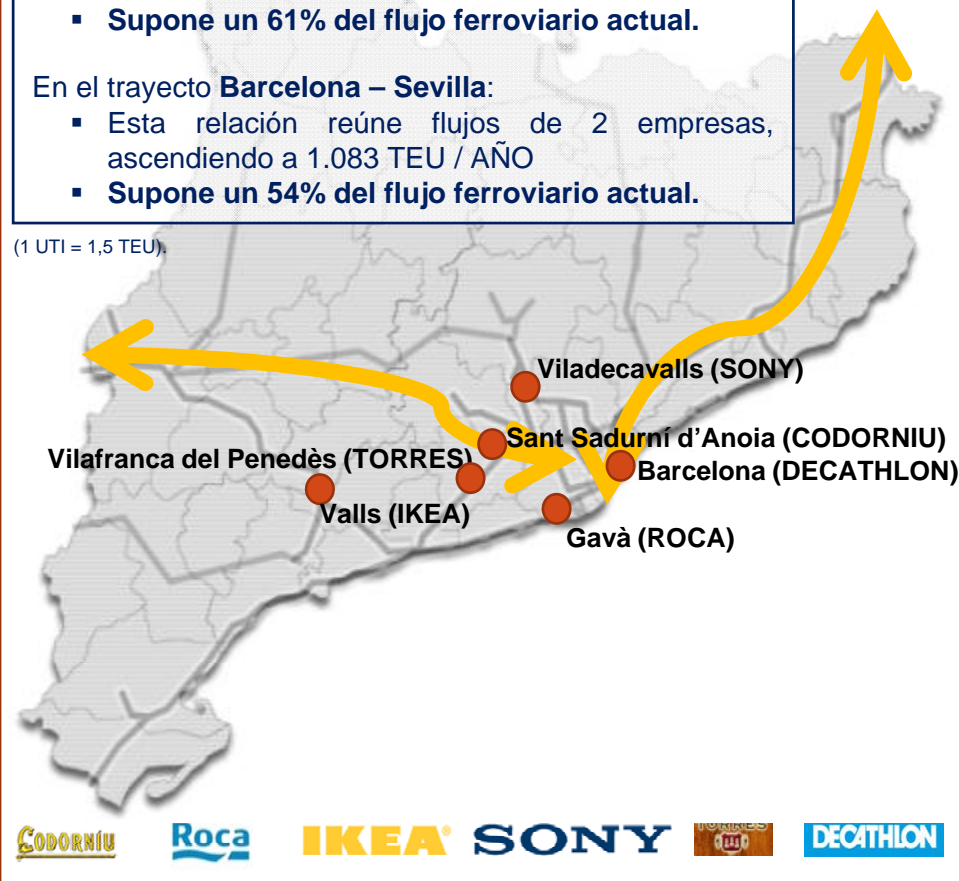 ▪ Supone un 61% del flujo ferroviario actual.
En el trayecto Barcelona – Sevilla:
▪ Esta relación reúne flujos de 2 empresas,
ascendiendo a 1.083 TEU / AÑO
▪ Supone un 54% del flujo ferroviario actual.
(1 UTI = 1,5 TEU).
Viladecavalls (SONY)
Sant Sadurní d’Anoia (CODORNIU)
Vilafranca del Penedès (TORRES)
Barcelona (DECATHLON)
Valls (IKEA)
Gavà (ROCA)
CODORNÍU
Roca
IKEA®
SONY
TORRES
DECATHLON